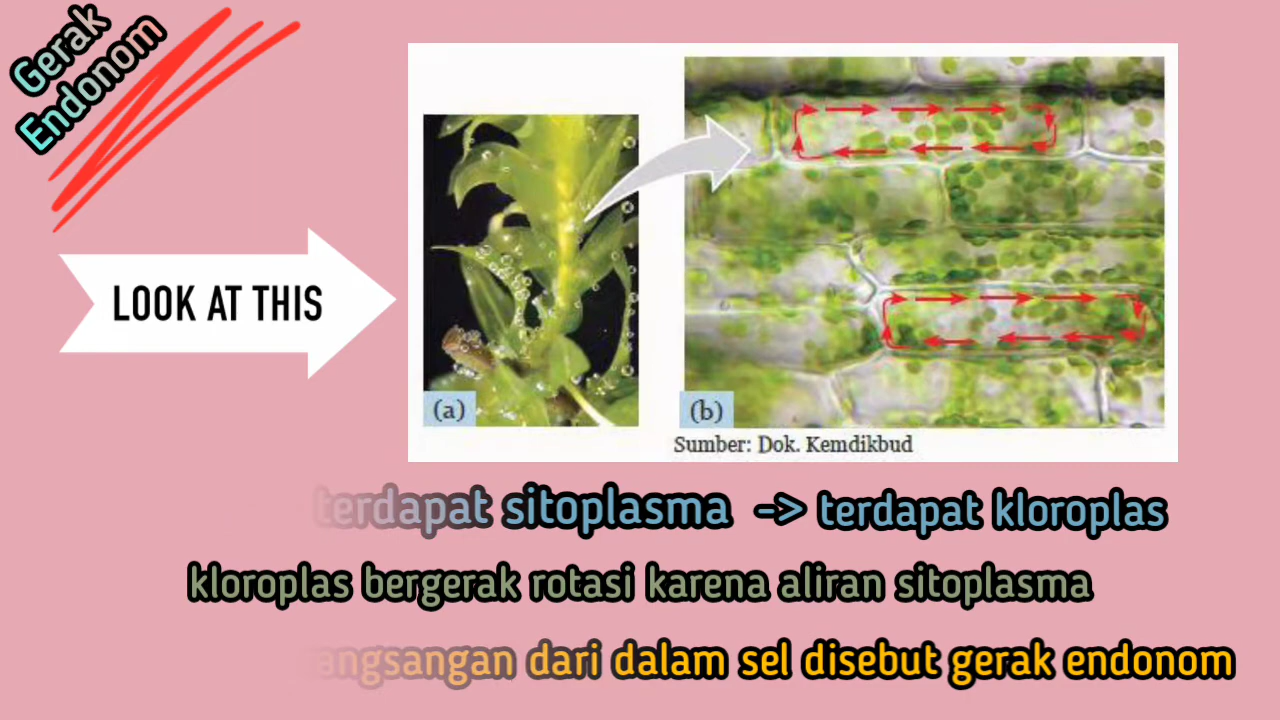 Gerak
Endonom
LOOK AT THIS
(a)
(b)
Sumber: Dok. Kemdikbud
terdapat sitoplasma -> terdapat kloroplas
kloroplas bergerak rotasi karena aliran sitoplasma
dari dalam sel disebut gerak endonom